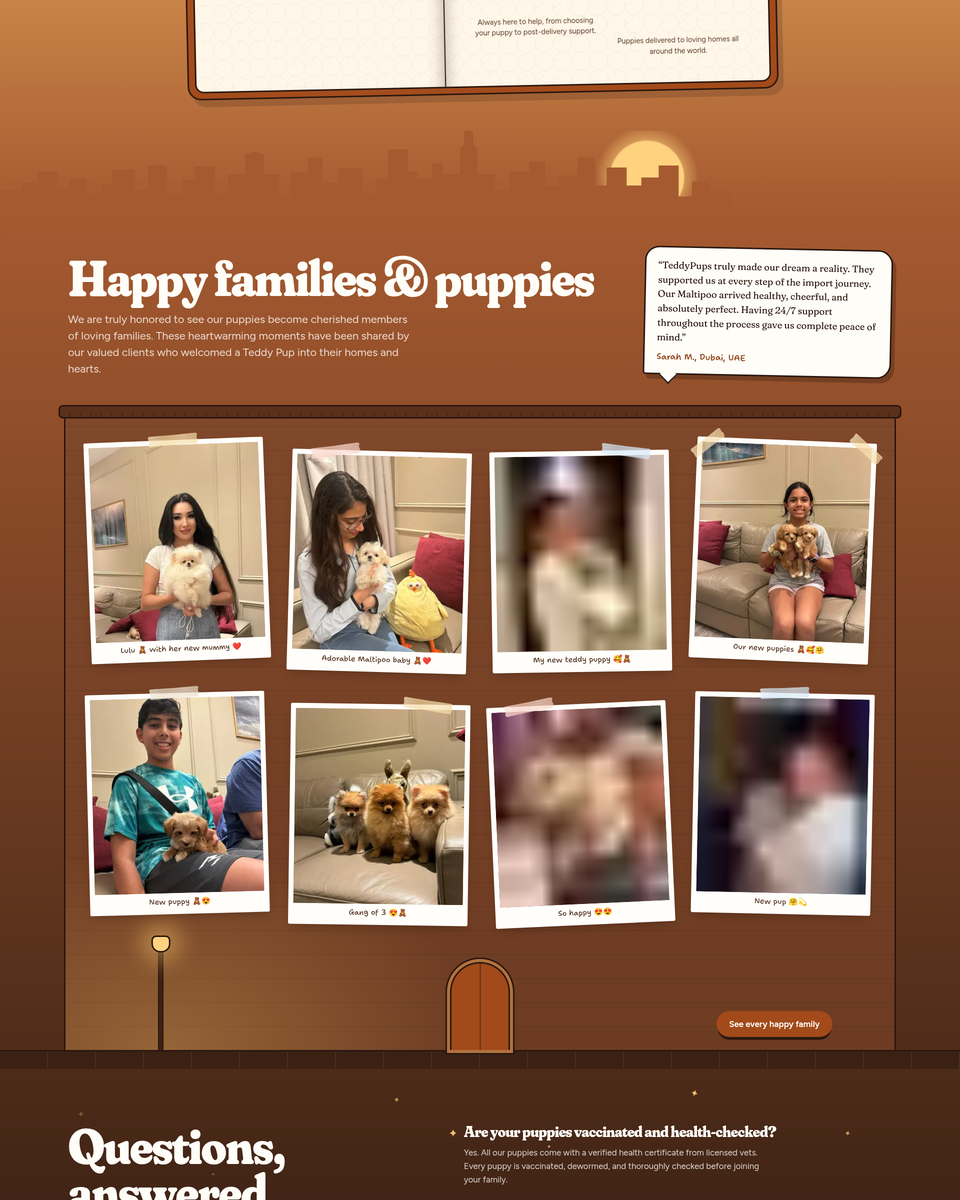 Always here to help, from choosing
your puppy to post-delivery support.
Puppies delivered to loving homes all
around the world.
Happy families & puppies
We are truly honored to see our puppies become cherished members
of loving families. These heartwarming moments have been shared by
our valued clients who welcomed a Teddy Pup into their homes and
hearts.
"TeddyPups truly made our dream a reality. They
supported us at every step of the import journey.
Our Maltipoo arrived healthy, cheerful, and
absolutely perfect. Having 24/7 support
throughout the process gave us complete peace of
mind."
Sarah M., Dubai, UAE
Lulu 🧸 with her new mummy ❤️
Adorable Maltipoo baby 🧸❤️
My new teddy puppy 🥰🧸
Our new puppies 🧸🥰🤗
New puppy 🧸😍
Gang of 3 😍🧸
So happy 😍😍
New pup 🤗💫
See every happy family
Questions,
answered
Are your puppies vaccinated and health-checked?
Yes. All our puppies come with a verified health certificate from licensed vets.
Every puppy is vaccinated, dewormed, and thoroughly checked before joining
your family.